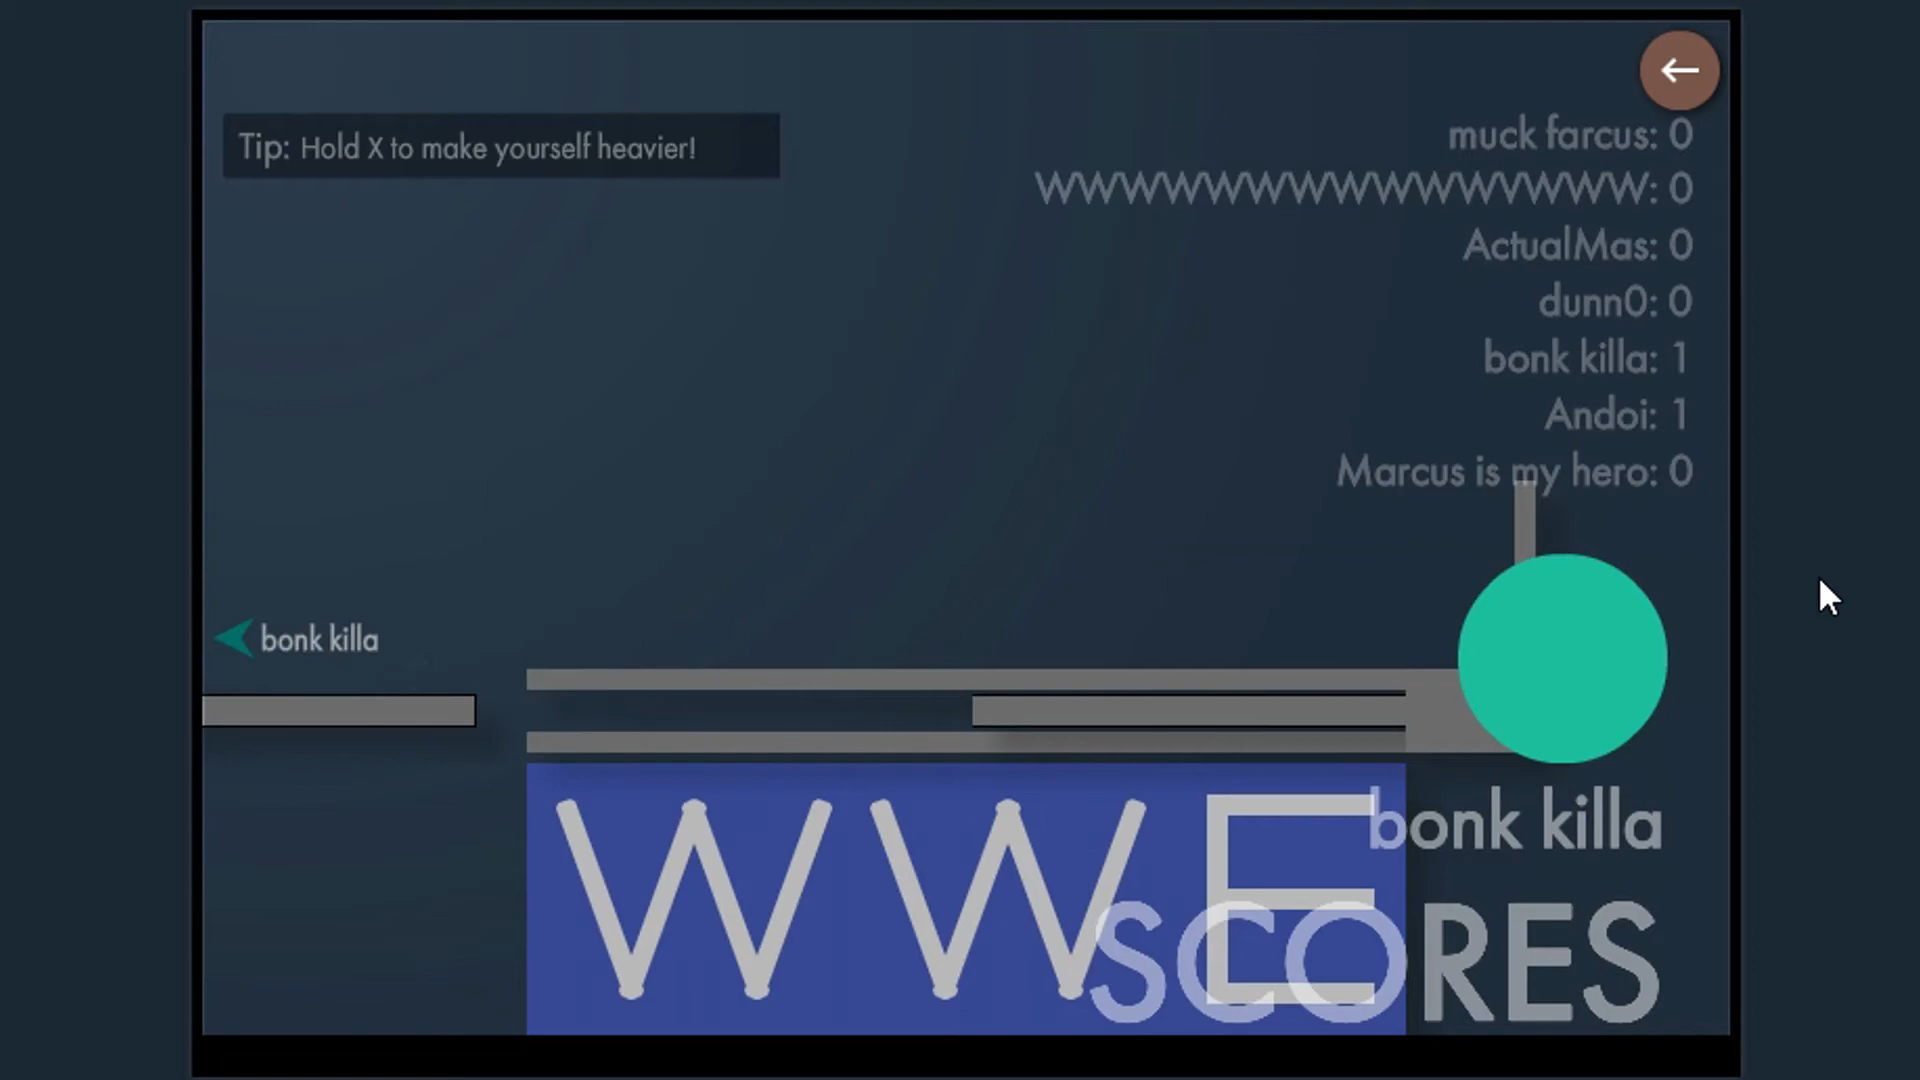 Tip: Hold X to make yourself heavier!
muck farcus: 0
WWWWWWWWWWWWWWW: 0
ActualMas: 0
dunn0: 0
bonk killa: 1
Andoi: 1
Marcus is my hero: 0
bonk killa
WWE
bonk killa
SCORES